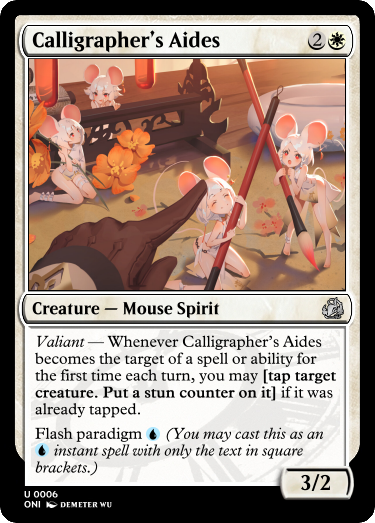 Calligrapher's Aides 2
Creature — Mouse Spirit
Valiant — Whenever Calligrapher's Aides
becomes the target of a spell or ability for
the first time each turn, you may [tap target
creature. Put a stun counter on it] if it was
already tapped.
Flash paradigm (You may cast this as an
instant spell with only the text in square
brackets.)
3/2
U 0006
ONI DEMETER WU